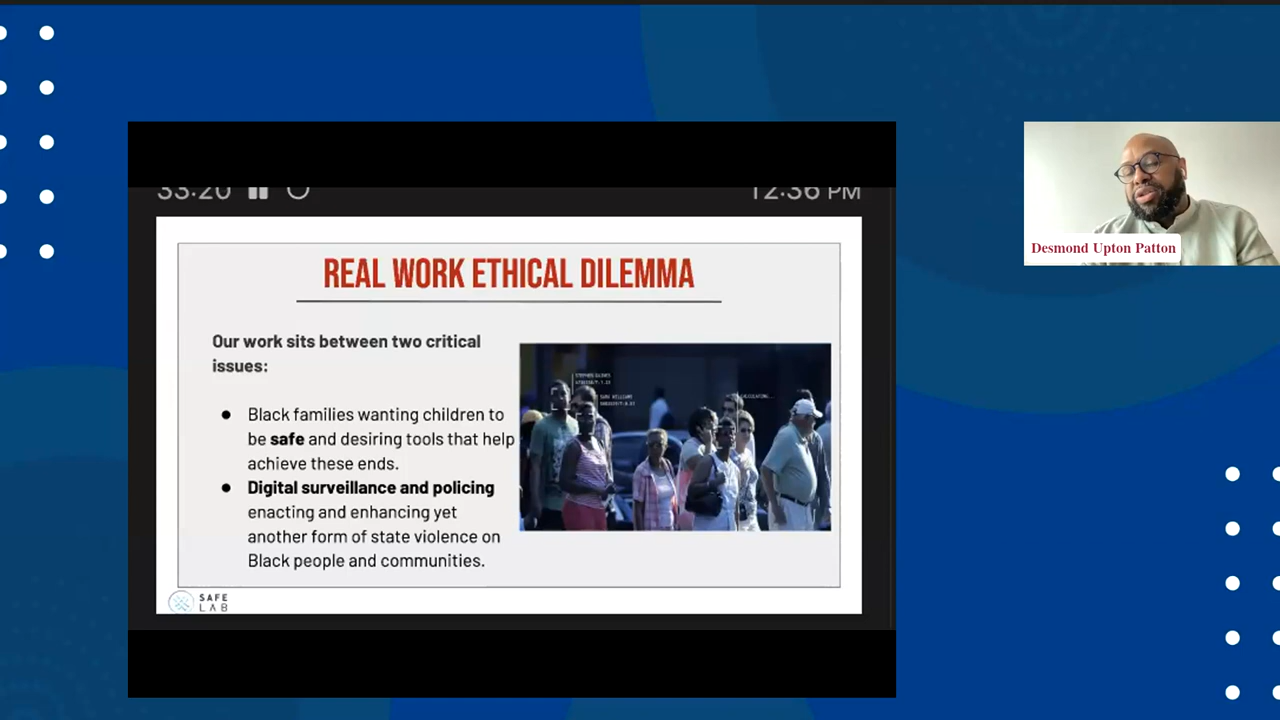 33:20
12:36 PM
REAL WORK ETHICAL DILEMMA
Our work sits between two critical
issues:
● Black families wanting children to
be safe and desiring tools that help
achieve these ends.
● Digital surveillance and policing
enacting and enhancing yet
another form of state violence on
Black people and communities.
CALCULATING...
SAFE
LAB
Desmond Upton Patton